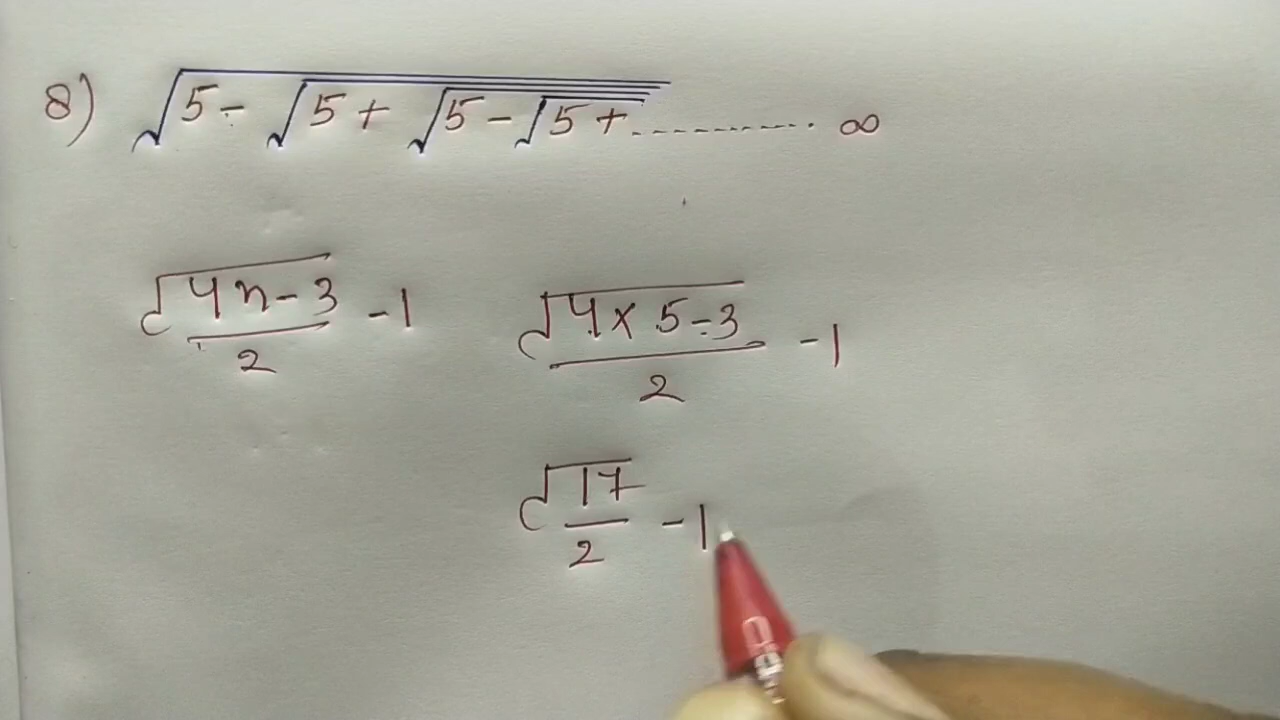 8) √5 - √5 + √5 - √5 + ........... ∞
√4n-3/2 - 1 √4×5-3/2 - 1
√17/2 - 1